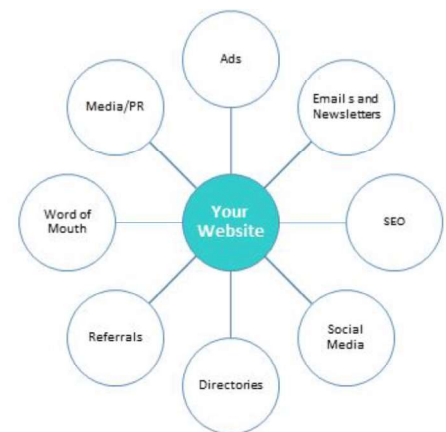 Ads
Media/PR
Email s and
Newsletters
Word of
Mouth
Your
Website
SEO
Referrals
Social
Media
Directories